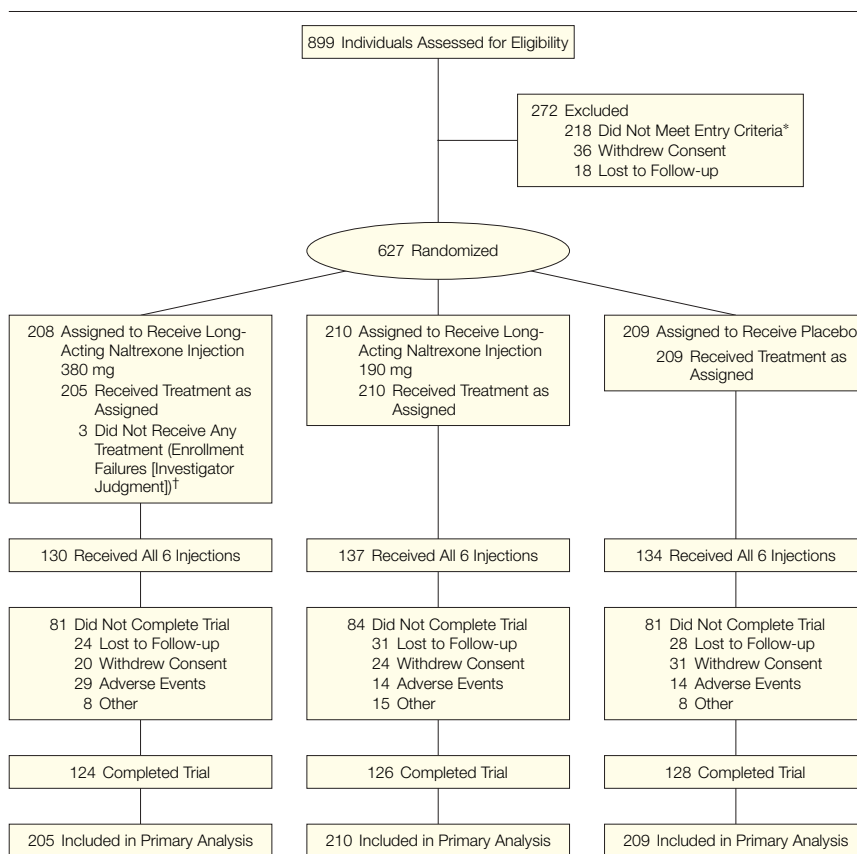 899 Individuals Assessed for Eligibility
272 Excluded
218 Did Not Meet Entry Criteria*
36 Withdrew Consent
18 Lost to Follow-up
627 Randomized
208 Assigned to Receive Long-
Acting Naltrexone Injection
380 mg
205 Received Treatment as
Assigned
3 Did Not Receive Any
Treatment (Enrollment
Failures [Investigator
Judgment])†
210 Assigned to Receive Long-
Acting Naltrexone Injection
190 mg
210 Received Treatment as
Assigned
209 Assigned to Receive Placebo
209 Received Treatment as
Assigned
130 Received All 6 Injections
137 Received All 6 Injections
134 Received All 6 Injections
81 Did Not Complete Trial
24 Lost to Follow-up
20 Withdrew Consent
29 Adverse Events
8 Other
84 Did Not Complete Trial
31 Lost to Follow-up
24 Withdrew Consent
14 Adverse Events
15 Other
81 Did Not Complete Trial
28 Lost to Follow-up
31 Withdrew Consent
14 Adverse Events
8 Other
124 Completed Trial
126 Completed Trial
128 Completed Trial
205 Included in Primary Analysis
210 Included in Primary Analysis
209 Included in Primary Analysis